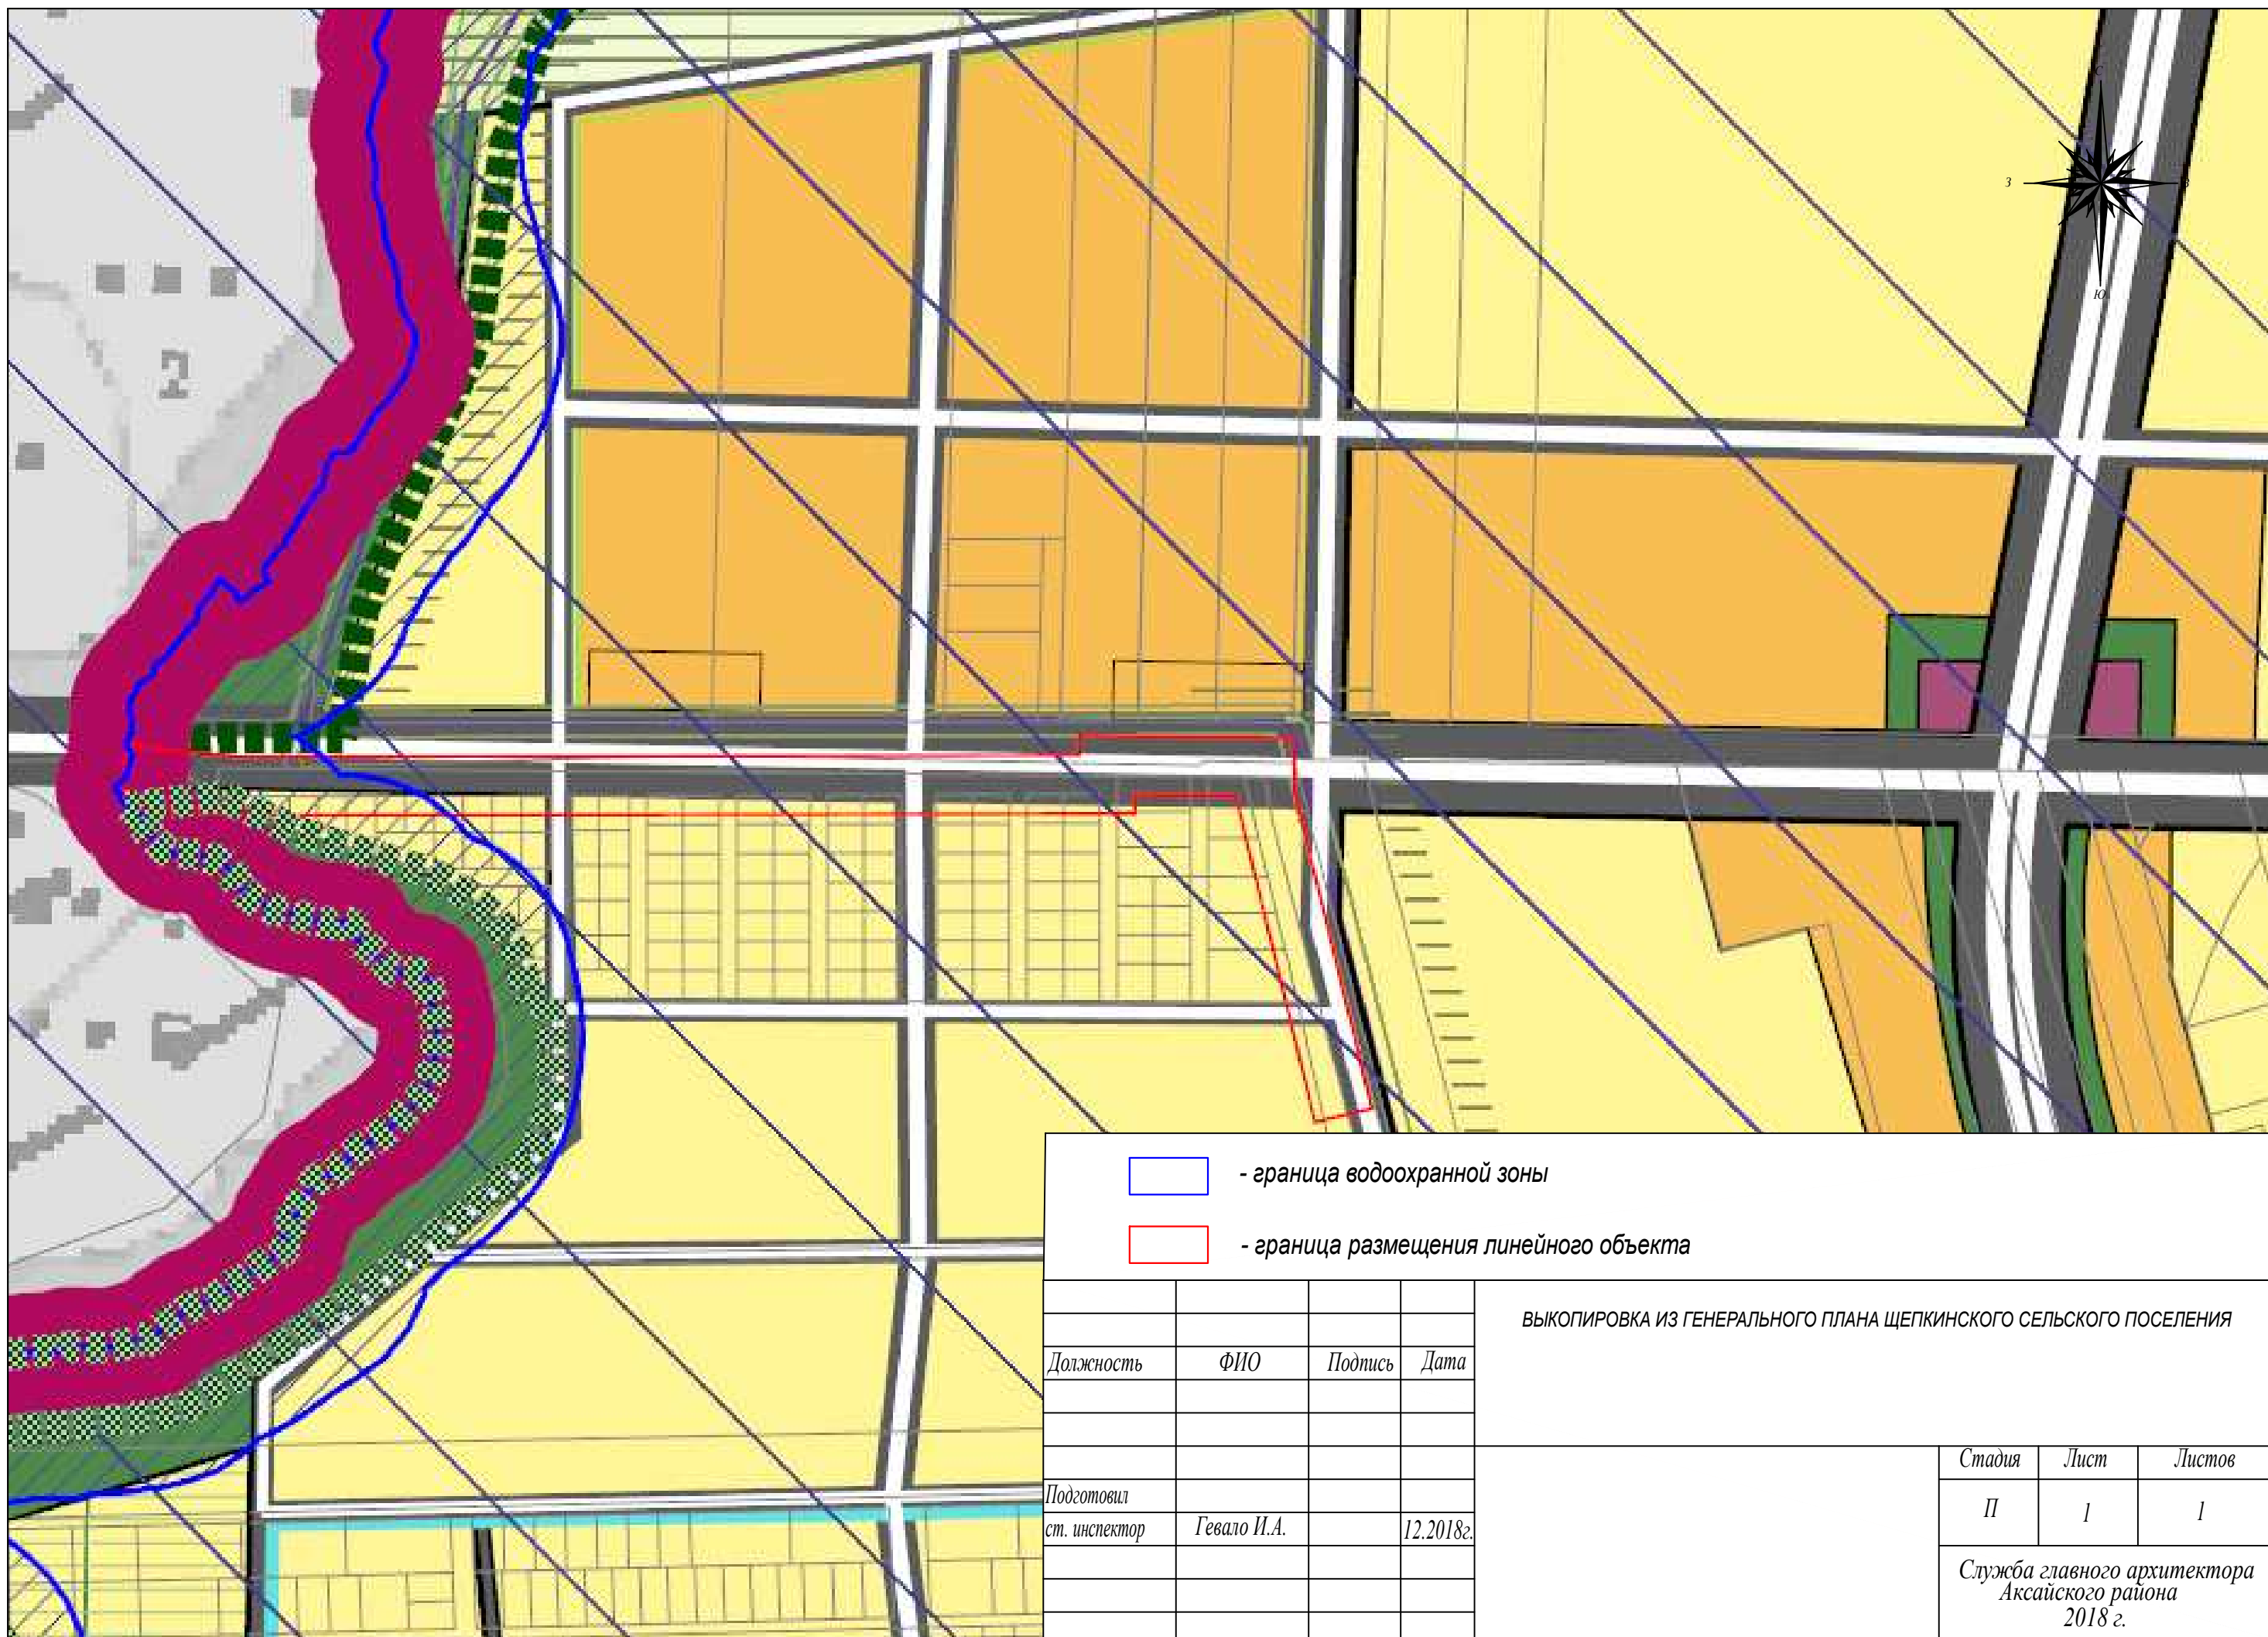 З
Ю
- граница водоохранной зоны
- граница размещения линейного объекта
ВЫКОПИРОВКА ИЗ ГЕНЕРАЛЬНОГО ПЛАНА ЩЕПКИНСКОГО СЕЛЬСКОГО ПОСЕЛЕНИЯ
Должность ФИО Подпись Дата
Стадия Лист Листов
Подготовил
П 1 1
ст. инспектор Гевало И.А. 12.2018г.
Служба главного архитектора
Аксайского района
2018 г.